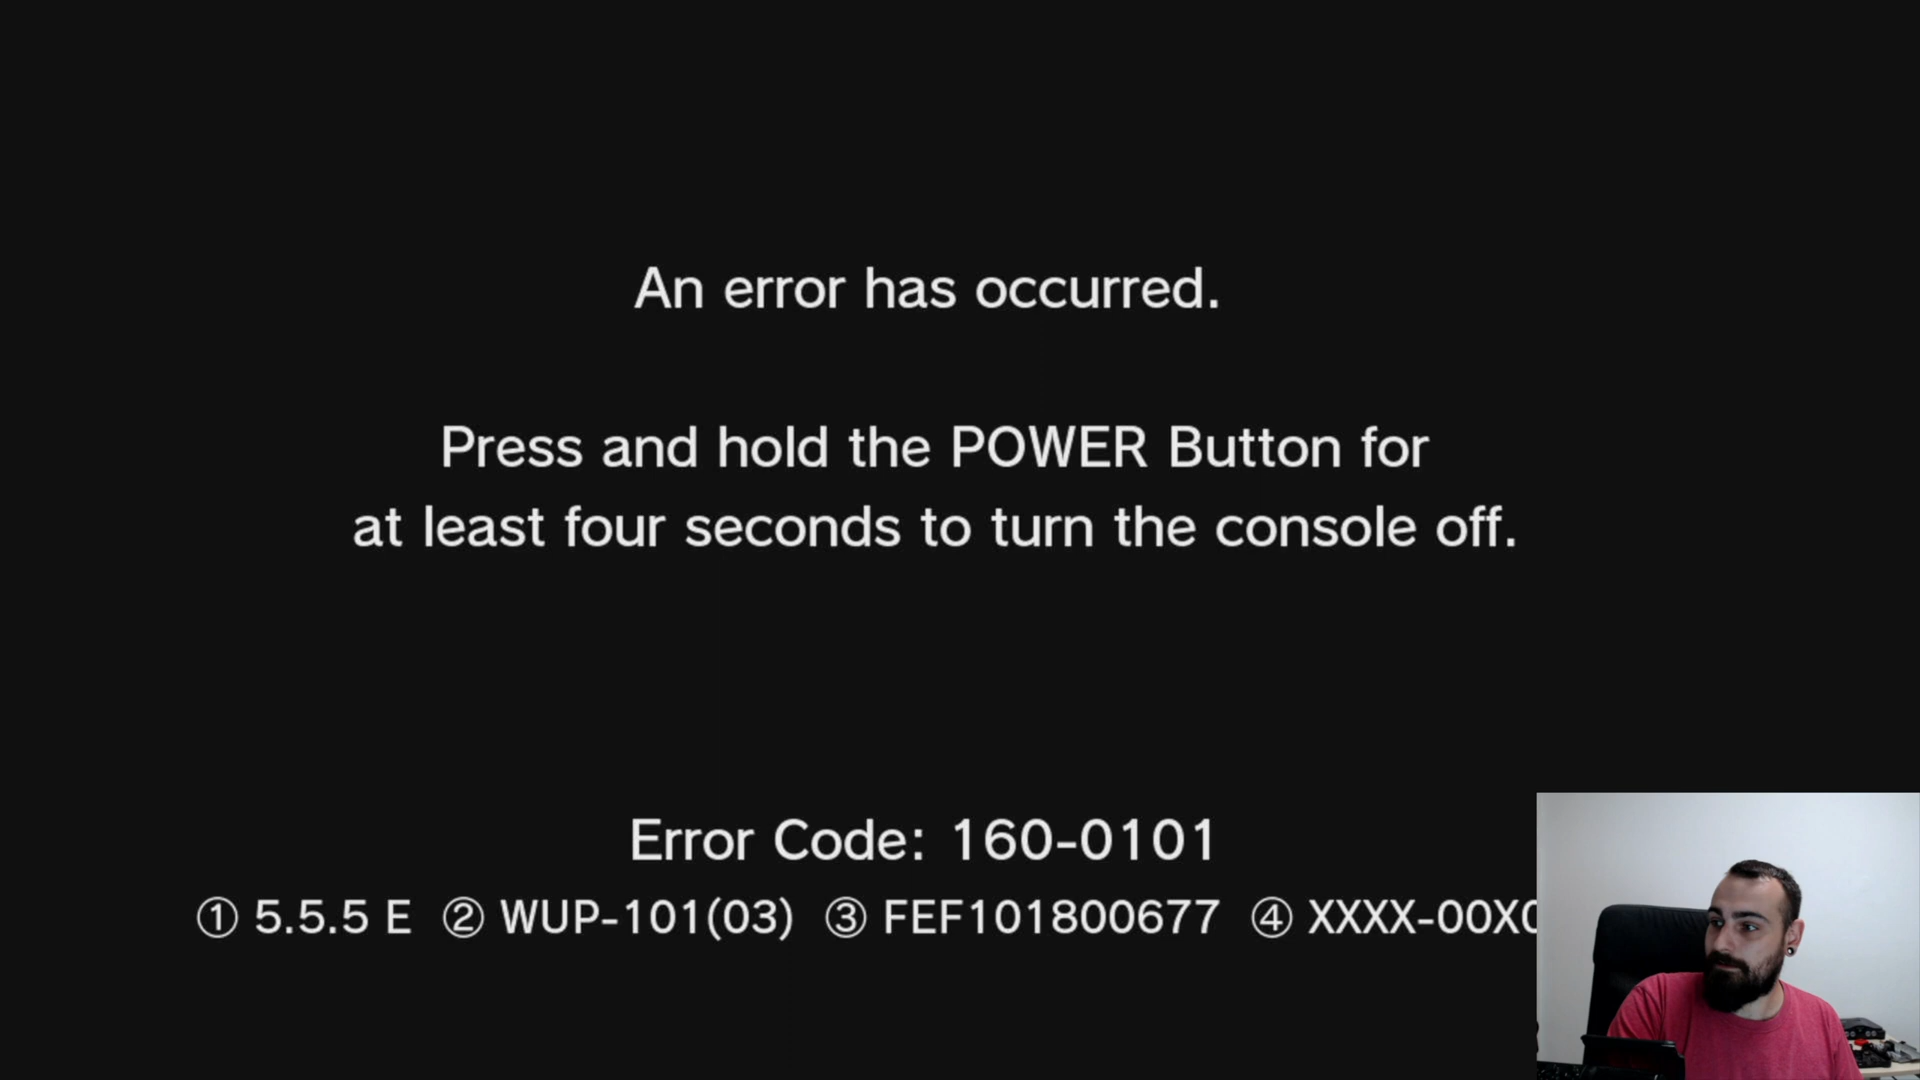 An error has occurred.
Press and hold the POWER Button for
at least four seconds to turn the console off.
Error Code: 160-0101
① 5.5.5 E ② WUP-101(03) ③ FEF101800677 ④ XXXX-00X